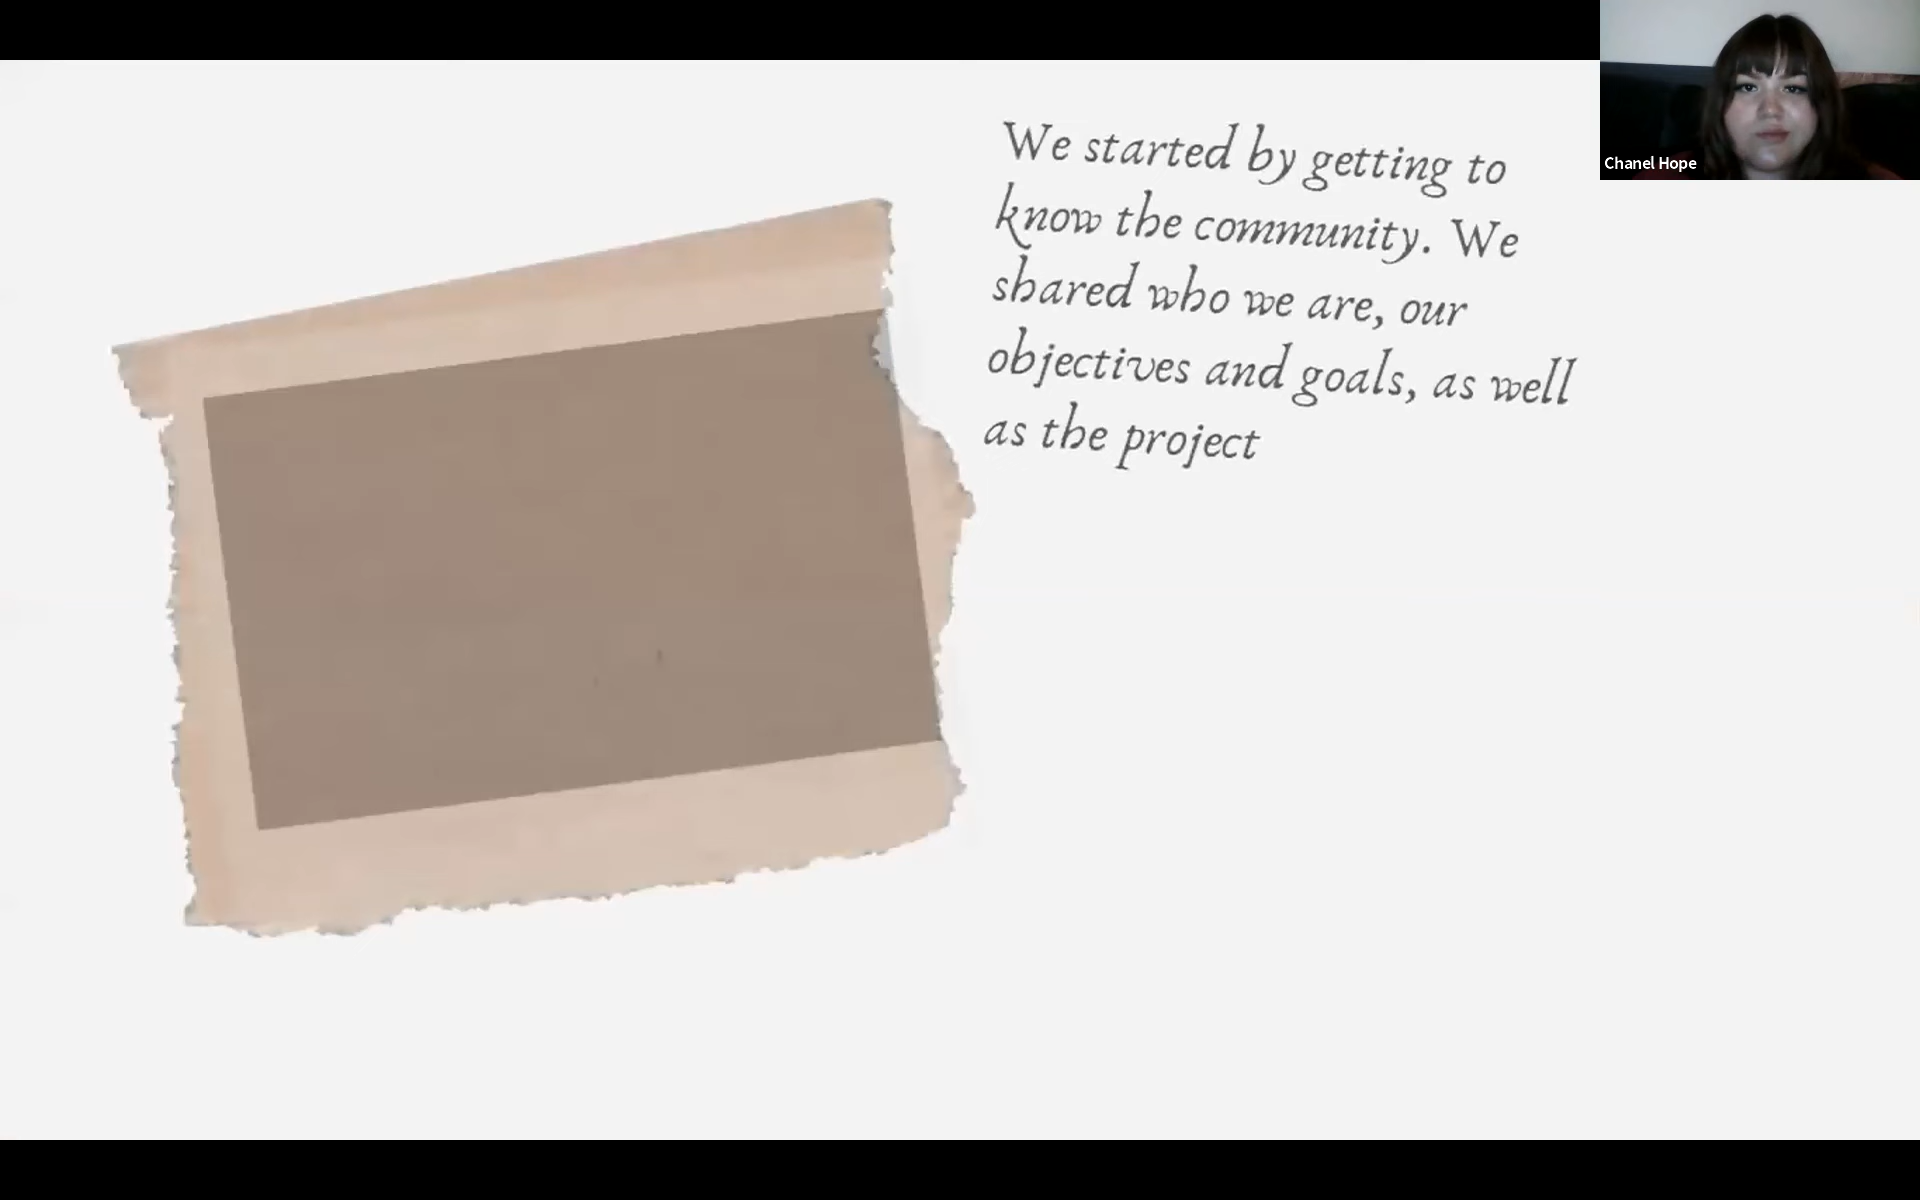 We started by getting to
know the community. We
shared who we are, our
objectives and goals, as well
as the project
Chanel Hope